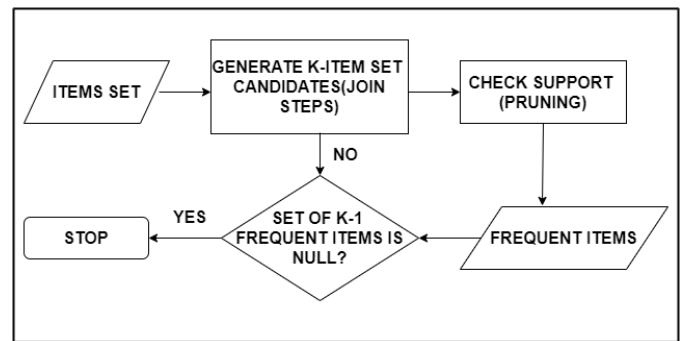 ITEMS SET
GENERATE K-ITEM SET
CANDIDATES(JOIN
STEPS)
CHECK SUPPORT
(PRUNING)
NO
YES
STOP
SET OF K-1
FREQUENT ITEMS IS
NULL?
FREQUENT ITEMS